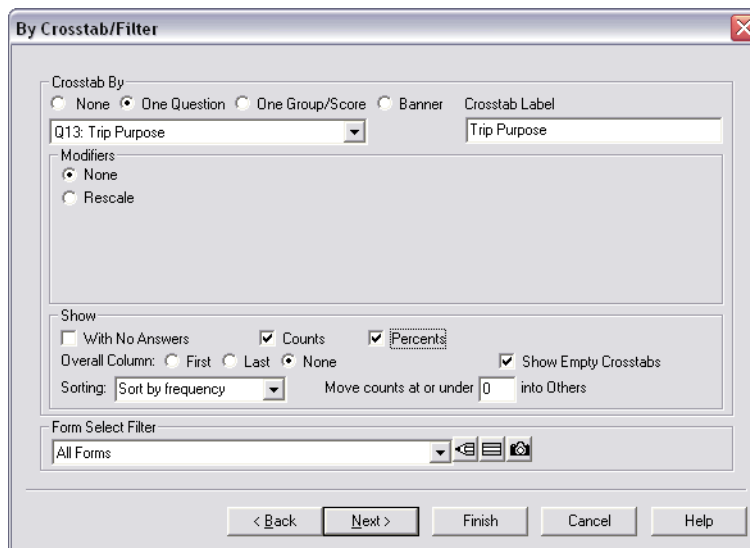 By Crosstab/Filter
Crosstab By
None One Question One Group/Score Banner Crosstab Label
Q13: Trip Purpose Trip Purpose
Modifiers
None
Rescale
Show
With No Answers Counts Percents
Overall Column: First Last None Show Empty Crosstabs
Sorting: Sort by frequency Move counts at or under 0 into Others
Form Select Filter
All Forms
< Back Next > Finish Cancel Help